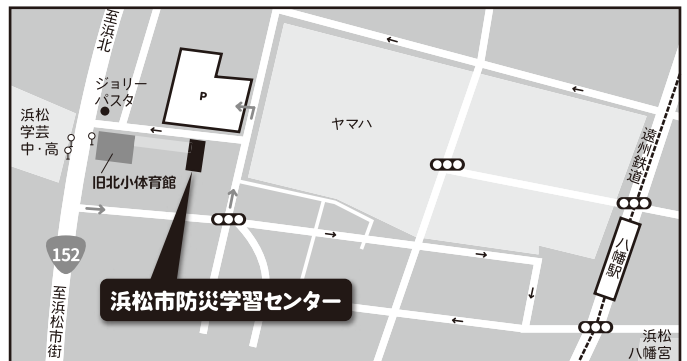 至浜北
ジョリー
パスタ
P
浜松
学芸
中・高
ヤマハ
遠州鉄道
旧北小体育館
152
八幡駅
浜松市防災学習センター
至浜松市街
浜松
八幡宮